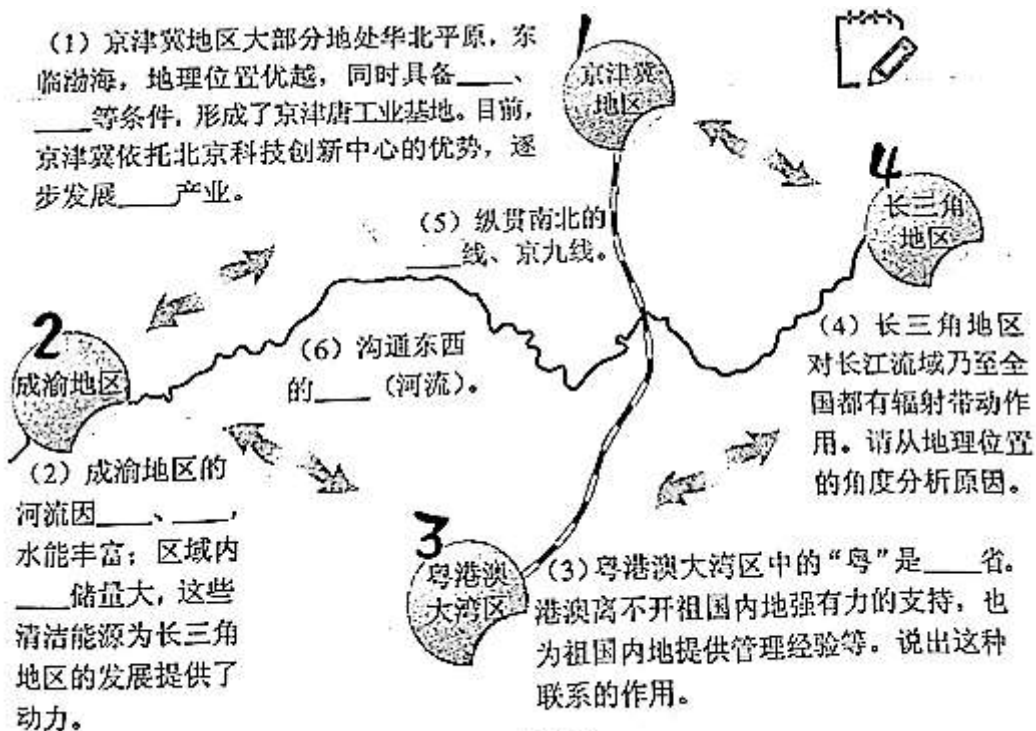 （1）京津冀地区大部分地处华北平原，东
临渤海，地理位置优越，同时具备____、
____等条件，形成了京津唐工业基地。目前，
京津冀依托北京科技创新中心的优势，逐
步发展____产业。
1
京津冀
地区
4
长三角
地区
（5）纵贯南北的
____线、京九线。
2
成渝地区
（6）沟通东西
的____（河流）。
（4）长三角地区
对长江流域乃至全
国都有辐射带动作
用。请从地理位置
的角度分析原因。
（2）成渝地区的
河流因____、____，
水能丰富；区域内
____储量大，这些
清洁能源为长三角
地区的发展提供了
动力。
3
粤港澳
大湾区
（3）粤港澳大湾区中的“粤”是____省。
港澳离不开祖国内地强有力的支持，也
为祖国内地提供管理经验等。说出这种
联系的作用。